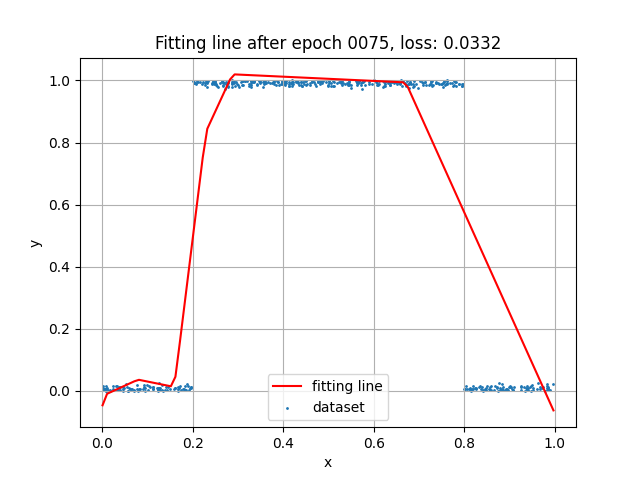 Fitting line after epoch 0075, loss: 0.0332
1.0
0.8
0.6
0.4
0.2
0.0
y
fitting line
dataset
0.0 0.2 0.4 0.6 0.8 1.0
x